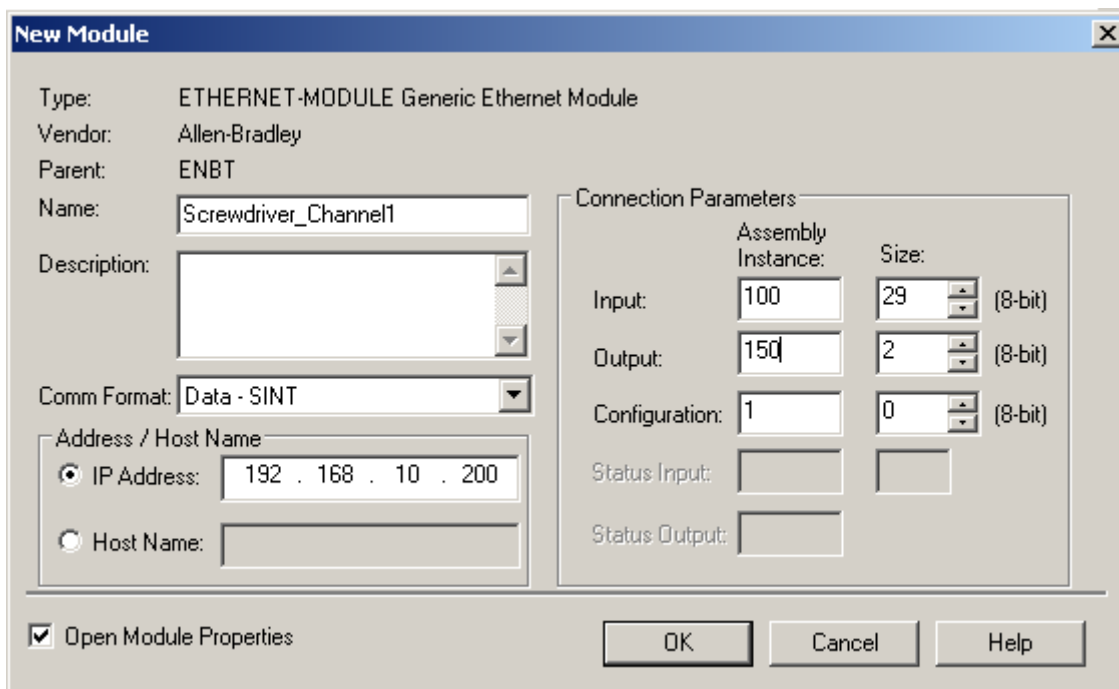 New Module
Type: ETHERNET-MODULE Generic Ethernet Module
Vendor: Allen-Bradley
Parent: ENBT
Name: Screwdriver_Channel1
Description:
Comm Format: Data - SINT
Address / Host Name
IP Address: 192 . 168 . 10 . 200
Host Name:
Connection Parameters
Assembly
Instance: Size:
Input: 100 29 (8-bit)
Output: 150 2 (8-bit)
Configuration: 1 0 (8-bit)
Status Input:
Status Output:
Open Module Properties
OK Cancel Help